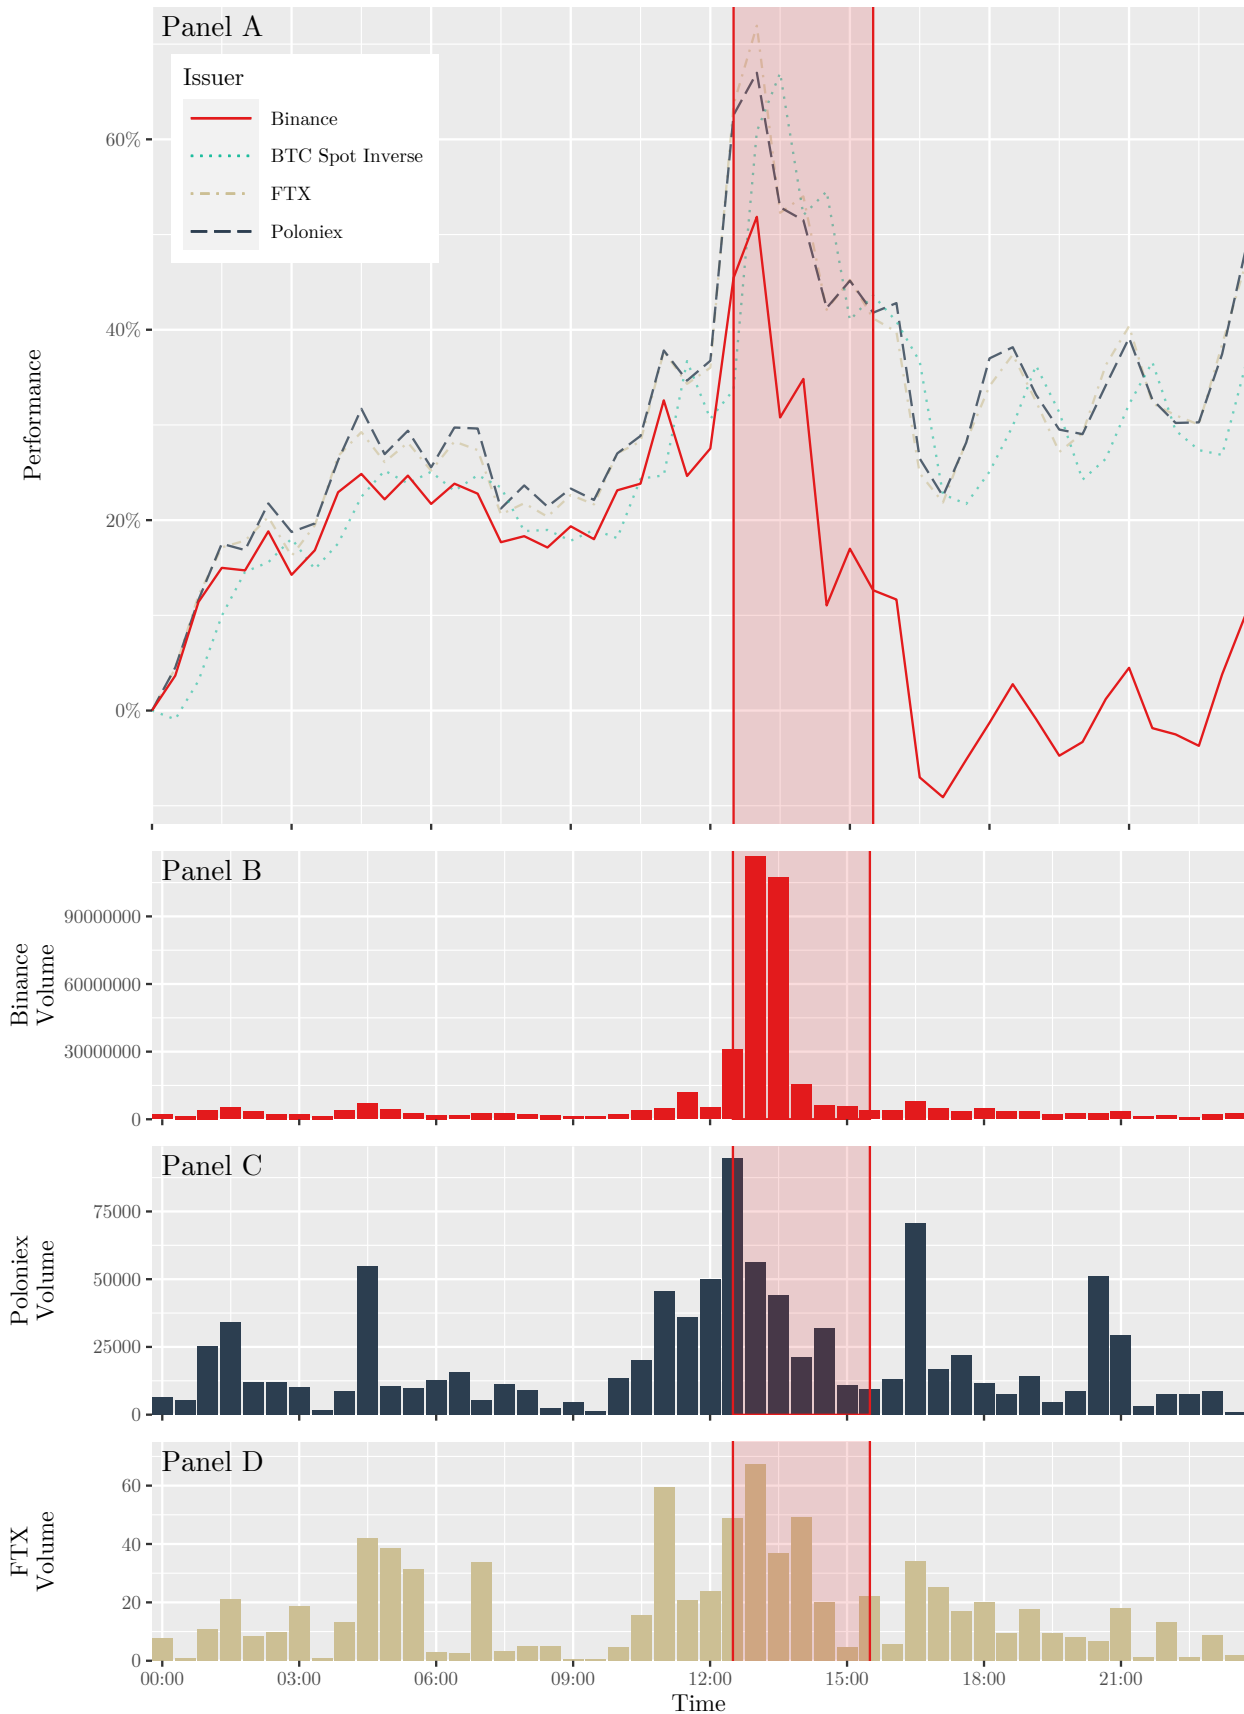 Panel A
Issuer
Binance
BTC Spot Inverse
FTX
Poloniex
60%
40%
20%
0%
Performance
Panel B
90000000
60000000
30000000
0
Binance
Volume
Panel C
75000
50000
25000
0
Poloniex
Volume
Panel D
60
40
20
0
FTX
Volume
00:00 03:00 06:00 09:00 12:00 15:00 18:00 21:00
Time